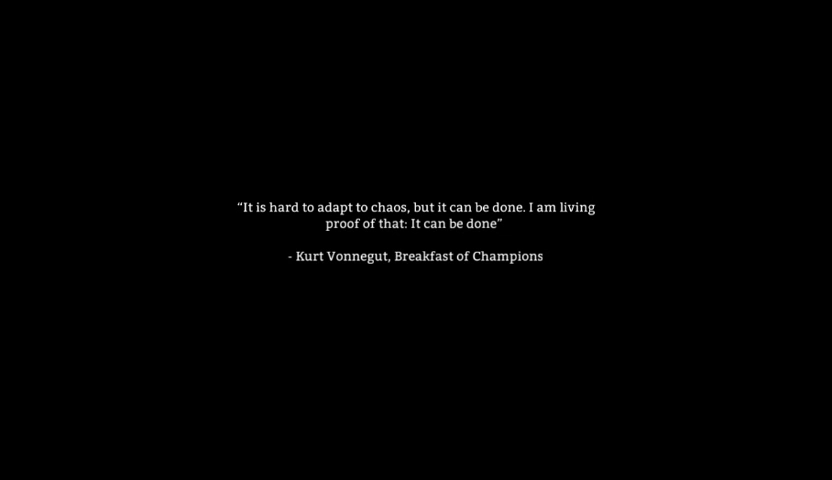 “It is hard to adapt to chaos, but it can be done. I am living
proof of that: It can be done”
- Kurt Vonnegut, Breakfast of Champions